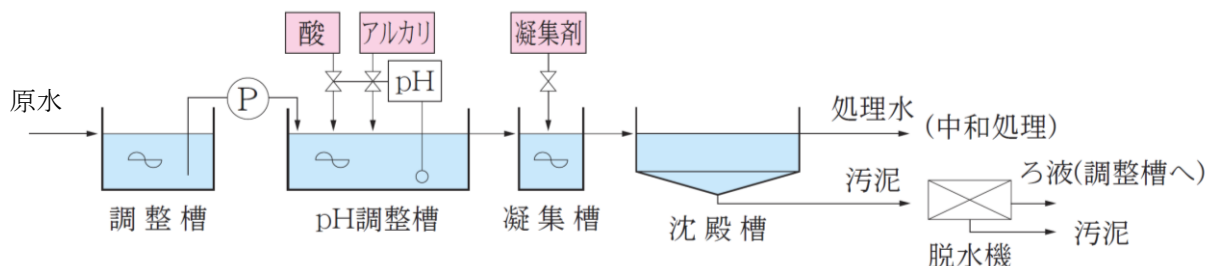 酸
アルカリ
凝集剤
pH
原水
P
処理水
(中和処理)
汚泥
ろ液(調整槽へ)
汚泥
調整槽
pH調整槽
凝集槽
沈殿槽
脱水機